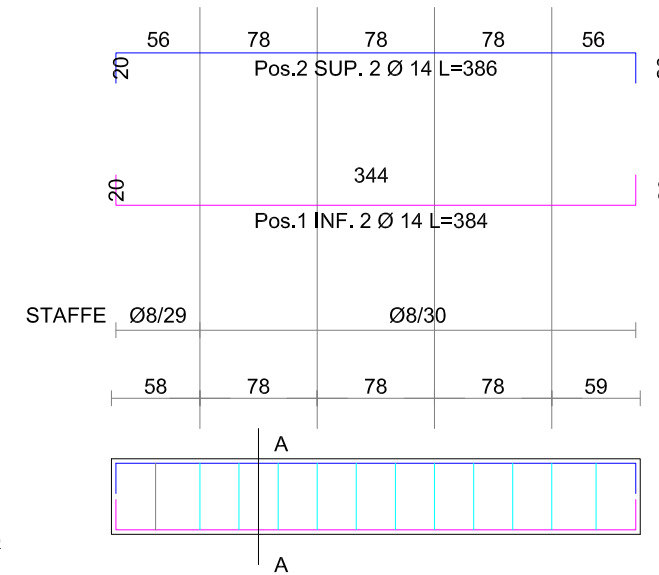 56 78 78 78 56
20
Pos.2 SUP. 2 Ø 14 L=386
344
20
Pos.1 INF. 2 Ø 14 L=384
STAFFE Ø8/29 Ø8/30
58 78 78 78 59
A
A